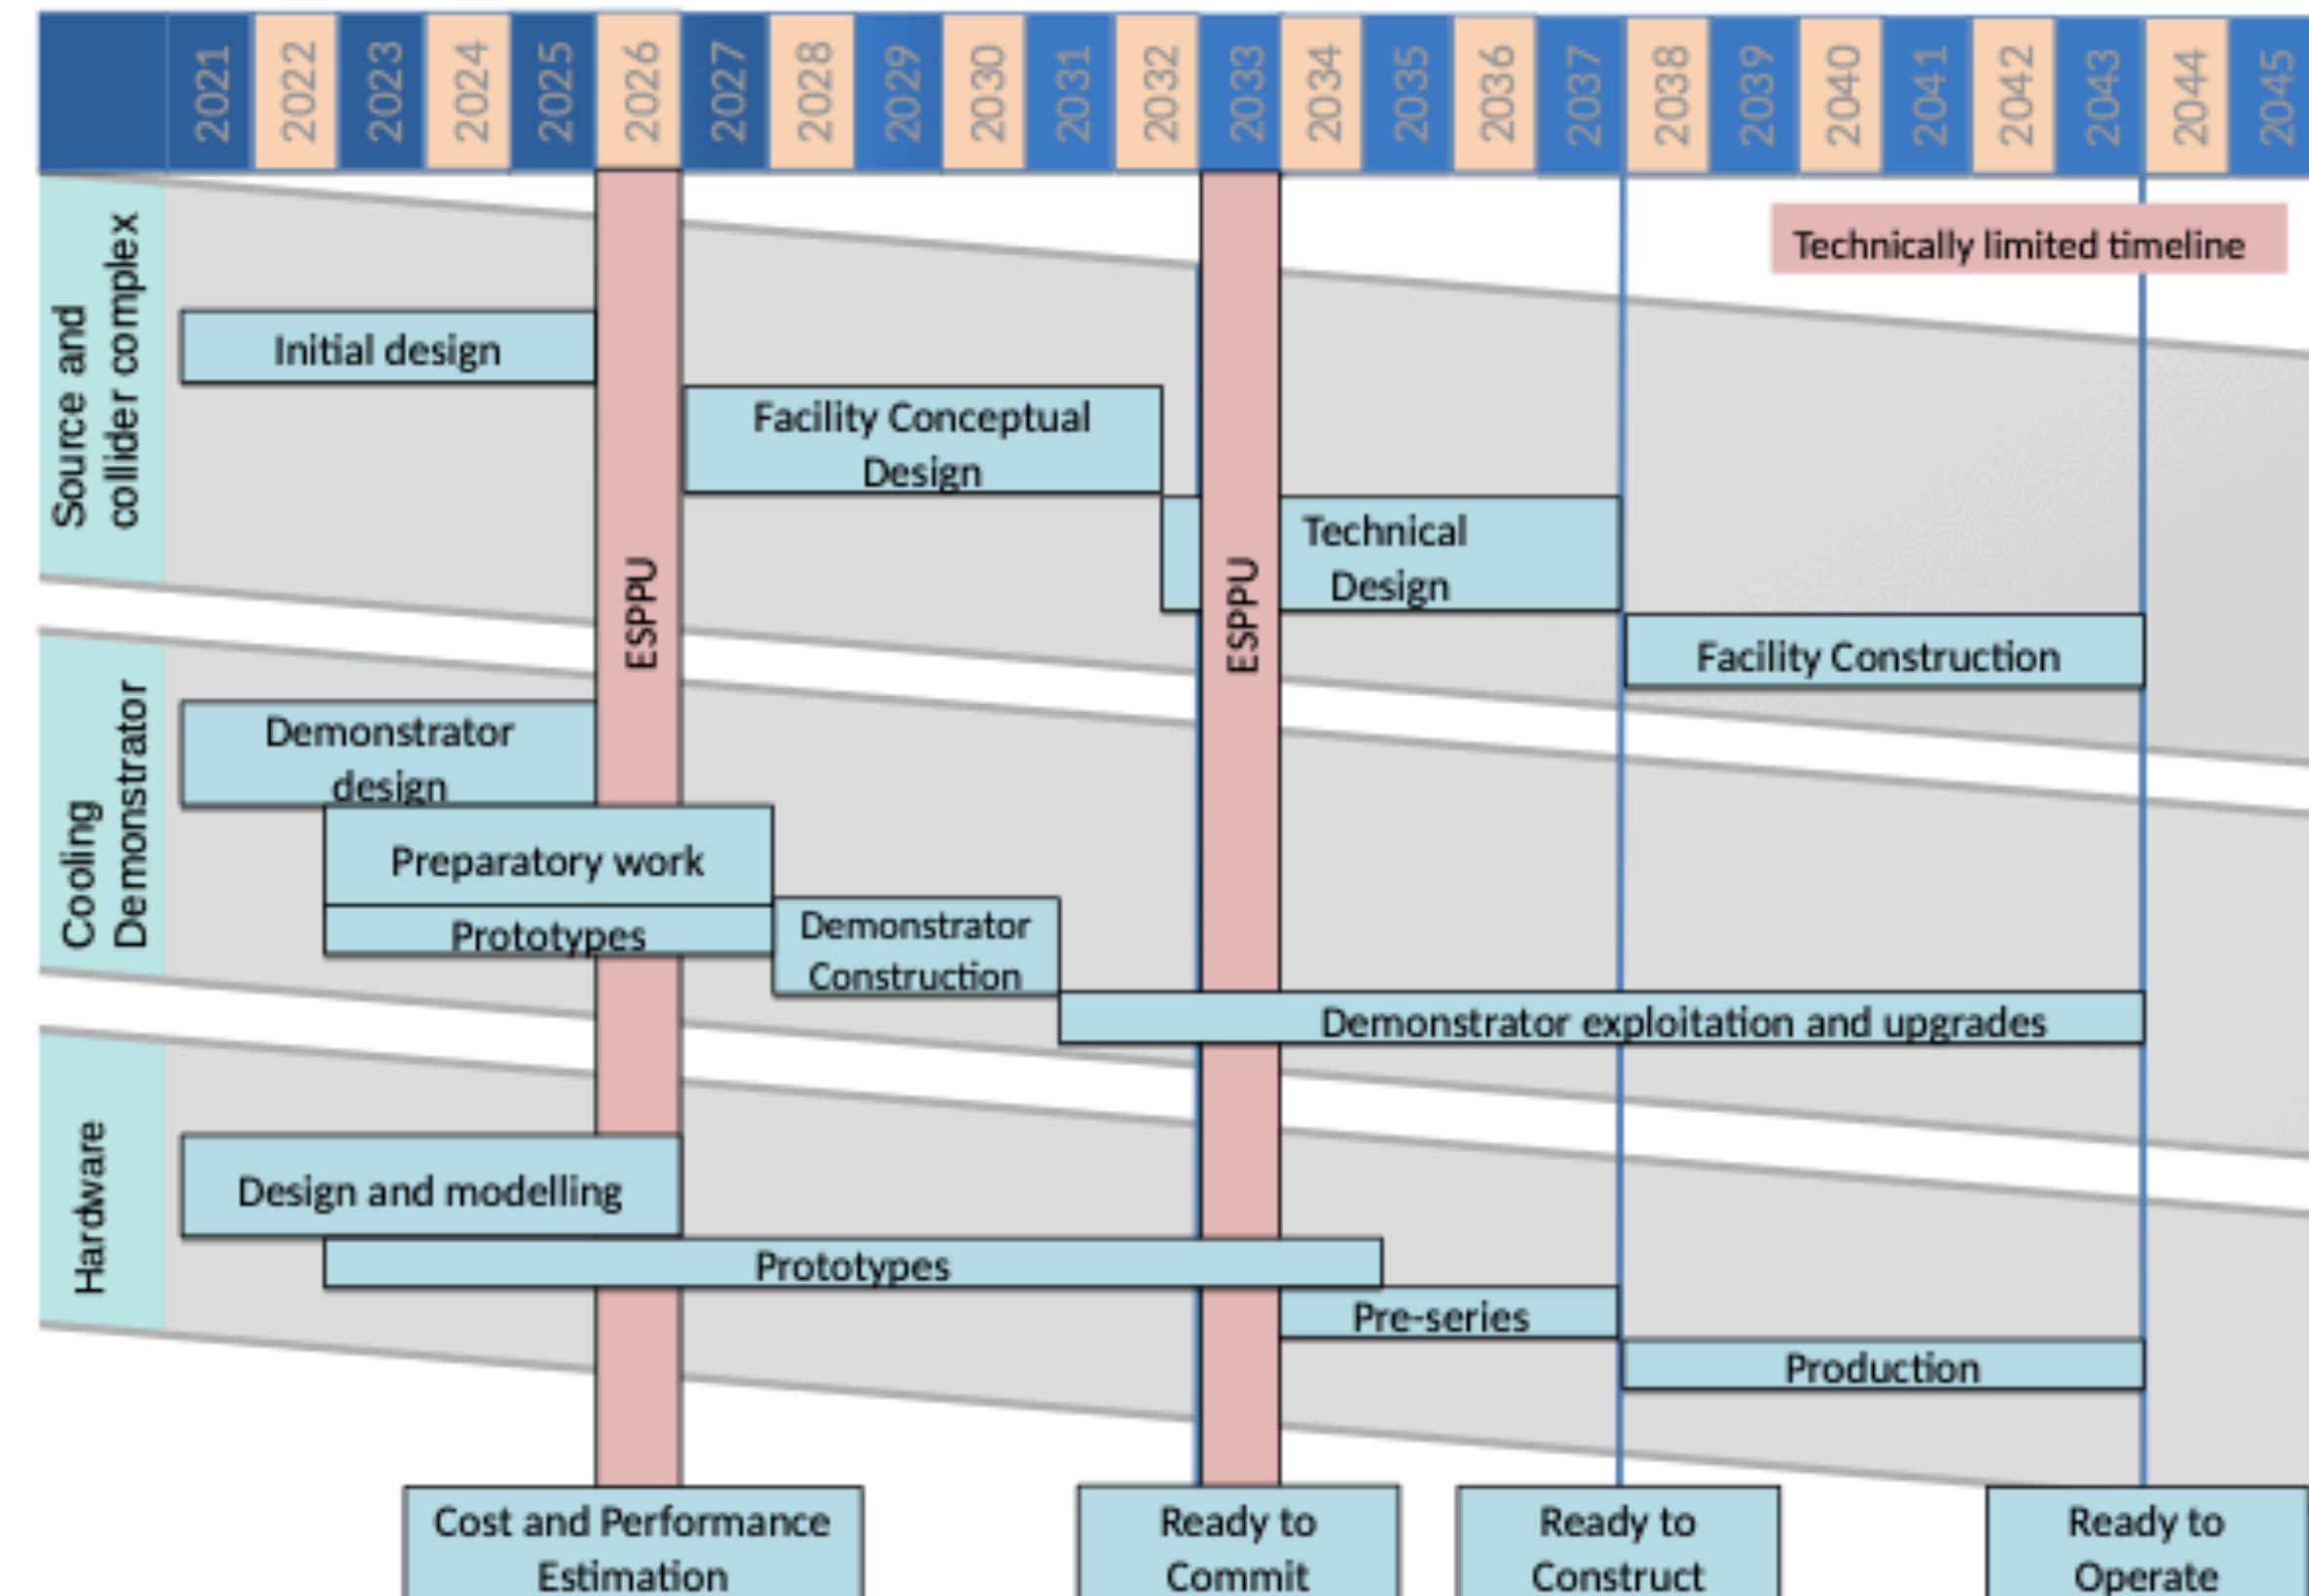 2021 2022 2023 2024 2025 2026 2027 2028 2029 2030 2031 2032 2033 2034 2035 2036 2037 2038 2039 2040 2041 2042 2043 2044 2045
Technically limited timeline
Source and
collider complex
Initial design
Facility Conceptual
Design
Technical
Design
Facility Construction
ESPPU
ESPPU
Cooling
Demonstrator
Demonstrator
design
Preparatory work
Prototypes
Demonstrator
Construction
Demonstrator exploitation and upgrades
Hardware
Design and modelling
Prototypes
Pre-series
Production
Cost and Performance
Estimation
Ready to
Commit
Ready to
Construct
Ready to
Operate